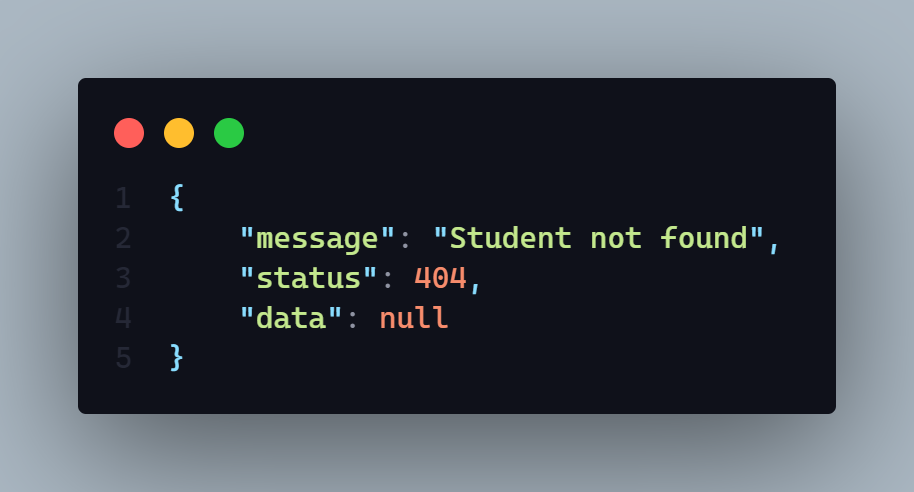 1 {
2 "message": "Student not found",
3 "status": 404,
4 "data": null
5 }